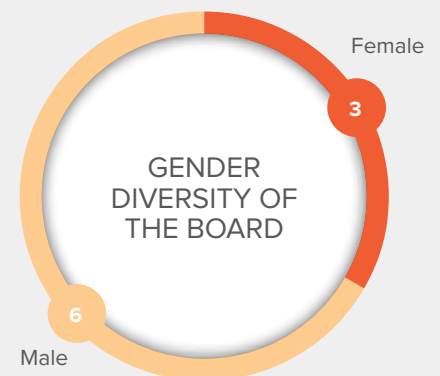 Female
3
GENDER
DIVERSITY OF
THE BOARD
6
Male